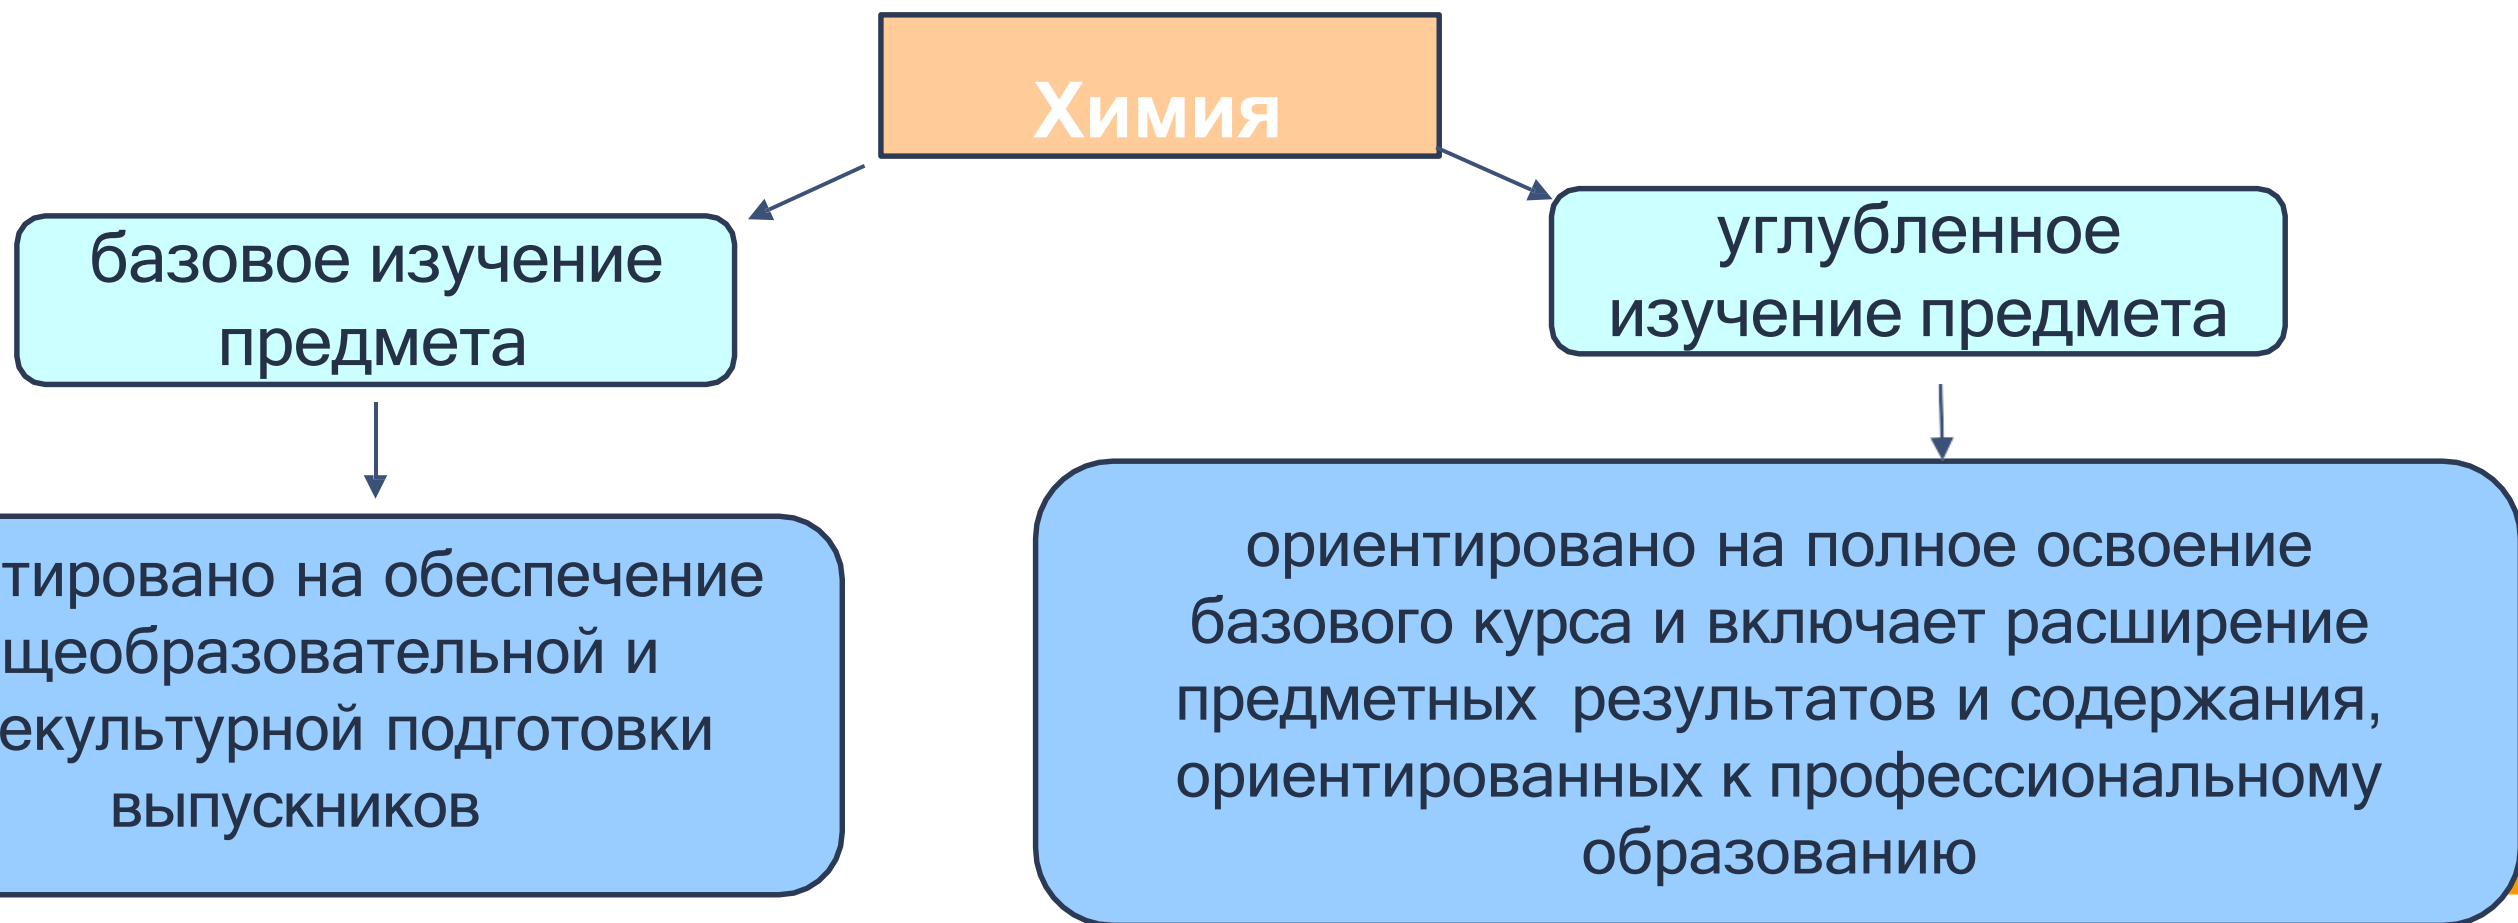 Химия
базовое изучение
предмета
углубленное
изучение предмета
тировано на обеспечение
щеобразовательной и
екультурной подготовки
выпускников
ориентировано на полное освоение
базового курса и включает расширение
предметных результатов и содержания,
ориентированных к профессиональному
образованию